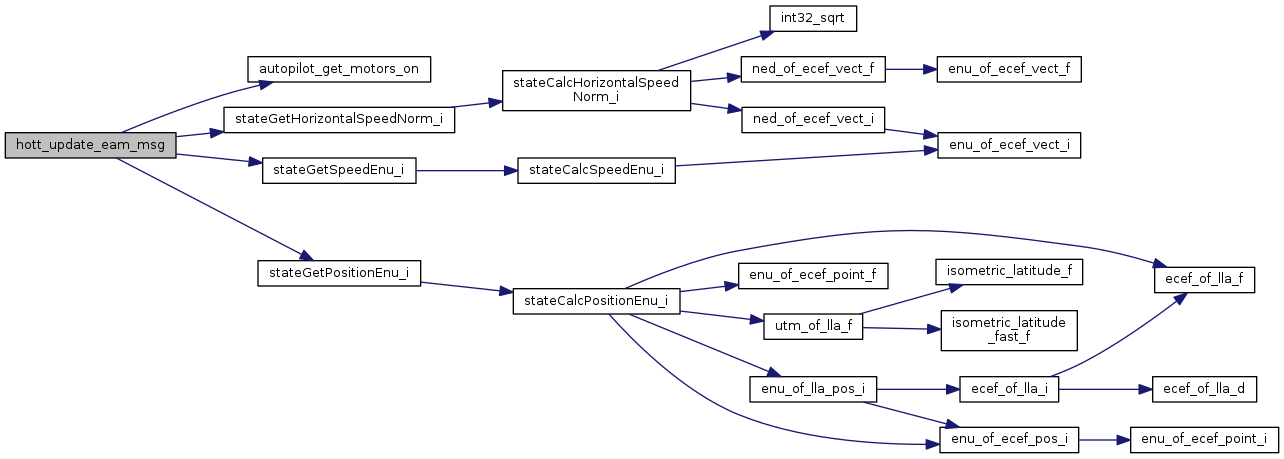 int32_sqrt
autopilot_get_motors_on
ned_of_ecef_vect_f
enu_of_ecef_vect_f
stateCalcHorizontalSpeed
Norm_i
stateGetHorizontalSpeedNorm_i
ned_of_ecef_vect_i
hott_update_eam_msg
enu_of_ecef_vect_i
stateGetSpeedEnu_i
stateCalcSpeedEnu_i
stateGetPositionEnu_i
enu_of_ecef_point_f
isometric_latitude_f
ecef_of_lla_f
stateCalcPositionEnu_i
utm_of_lla_f
isometric_latitude
_fast_f
enu_of_lla_pos_i
ecef_of_lla_i
ecef_of_lla_d
enu_of_ecef_pos_i
enu_of_ecef_point_i